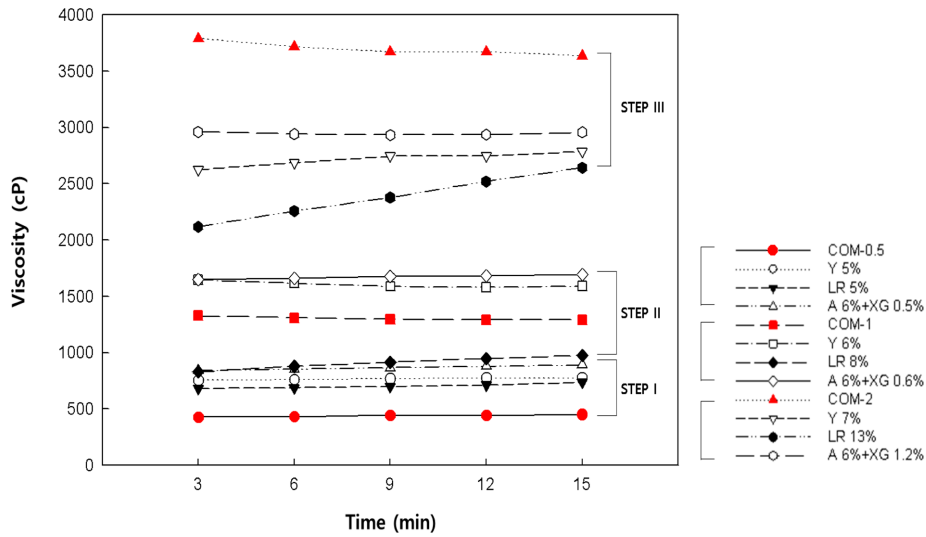 4000
3500
3000
2500
2000
1500
1000
500
0
Viscosity (cP)
3 6 9 12 15
Time (min)
STEP III
STEP II
STEP I
COM-0.5
Y 5%
LR 5%
A 6%+XG 0.5%
COM-1
Y 6%
LR 8%
A 6%+XG 0.6%
COM-2
Y 7%
LR 13%
A 6%+XG 1.2%